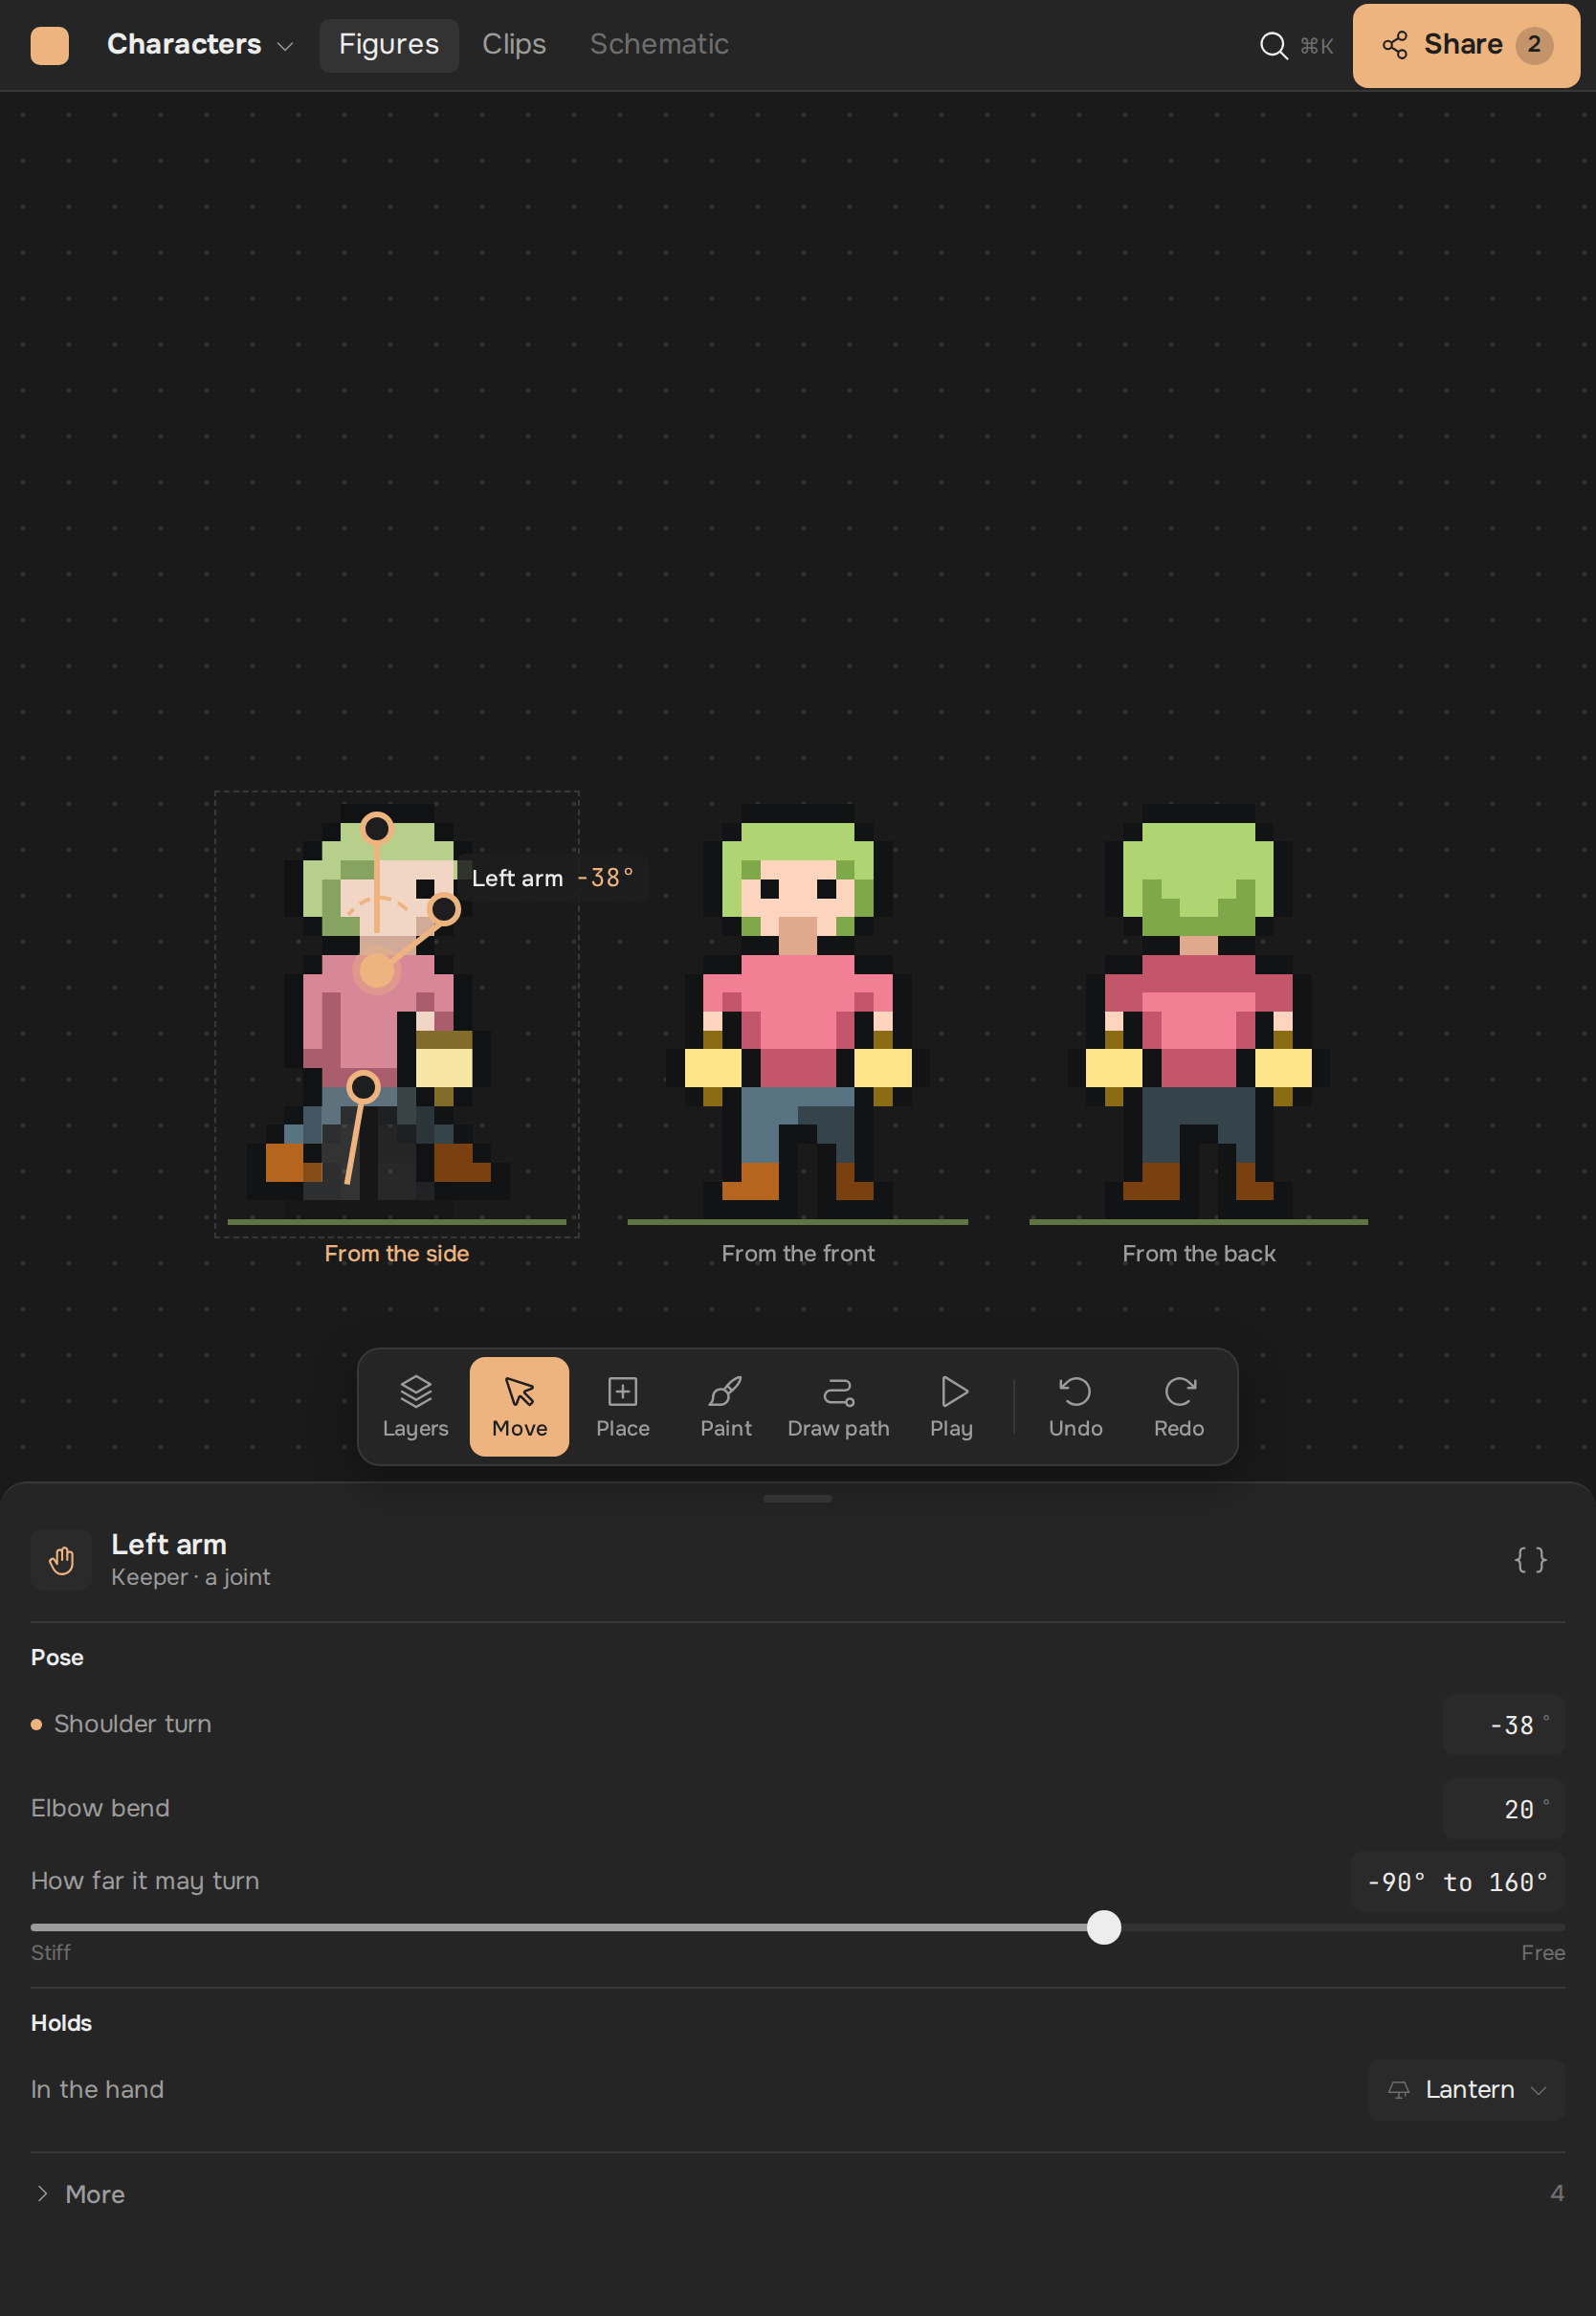 Characters Figures Clips Schematic ⌘K Share 2
Left arm -38°
From the side From the front From the back
Layers Move Place Paint Draw path Play Undo Redo
Left arm
Keeper · a joint
{ }
Pose
Shoulder turn -38 °
Elbow bend 20 °
How far it may turn -90° to 160°
Stiff Free
Holds
In the hand Lantern
More 4